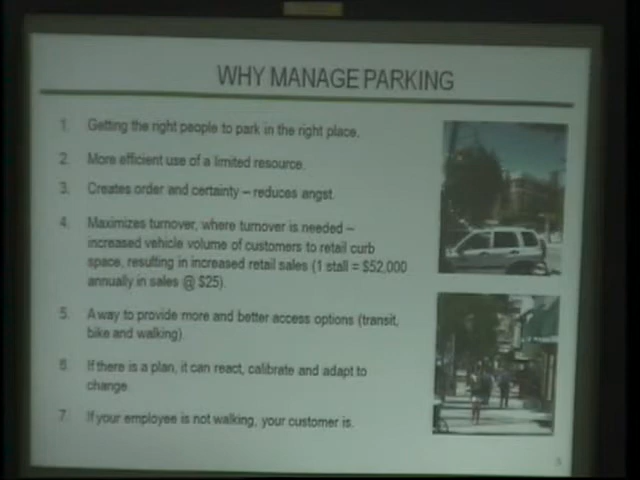 WHY MANAGE PARKING
1. Getting the right people to park in the right place.
2. More efficient use of a limited resource.
3. Creates order and certainty – reduces angst.
4. Maximizes turnover, where turnover is needed –
increased vehicle volume of customers to retail curb
space, resulting in increased retail sales (1 stall = $52,000
annually in sales @ $25).
5. A way to provide more and better access options (transit,
bike and walking).
6. If there is a plan, it can react, calibrate and adapt to
change.
7. If your employee is not walking, your customer is.